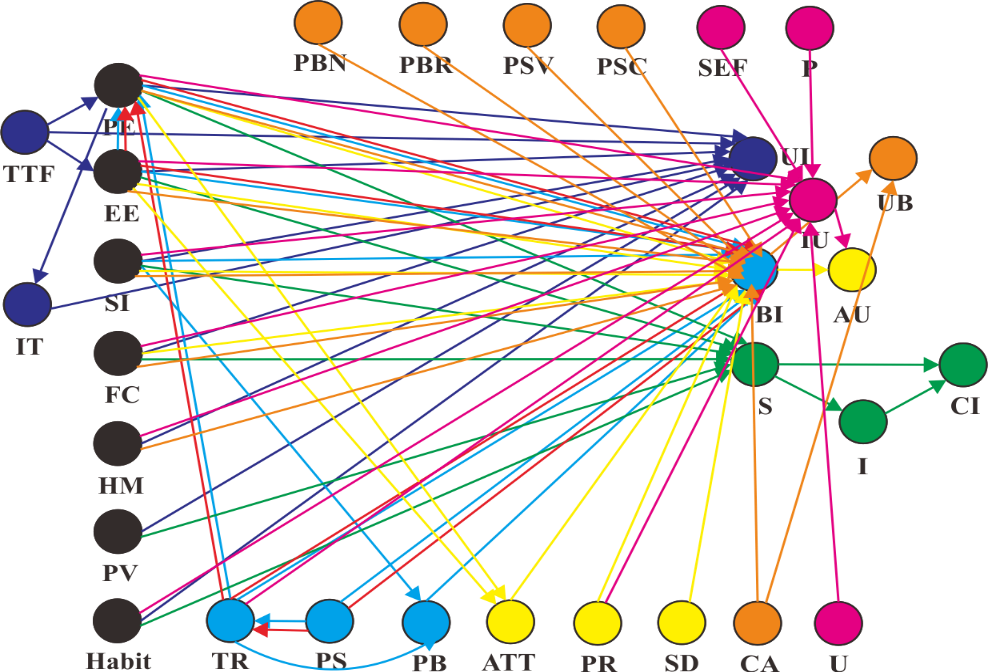 PBN PBR PSV PSC SEF P
PE
TTF
UI
EE
UB
IU
SI
BI AU
IT
FC
S CI
I
HM
PV
Habit TR PS PB ATT PR SD CA U